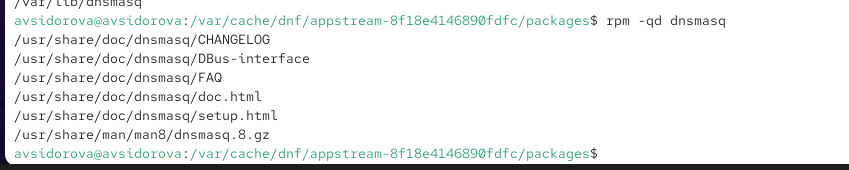 /var/lib/dnsmasq
avsidorova@avsidorova:/var/cache/dnf/appstream-8f18e4146890fdfc/packages$ rpm -qd dnsmasq
/usr/share/doc/dnsmasq/CHANGELOG
/usr/share/doc/dnsmasq/DBus-interface
/usr/share/doc/dnsmasq/FAQ
/usr/share/doc/dnsmasq/doc.html
/usr/share/doc/dnsmasq/setup.html
/usr/share/man/man8/dnsmasq.8.gz
avsidorova@avsidorova:/var/cache/dnf/appstream-8f18e4146890fdfc/packages$